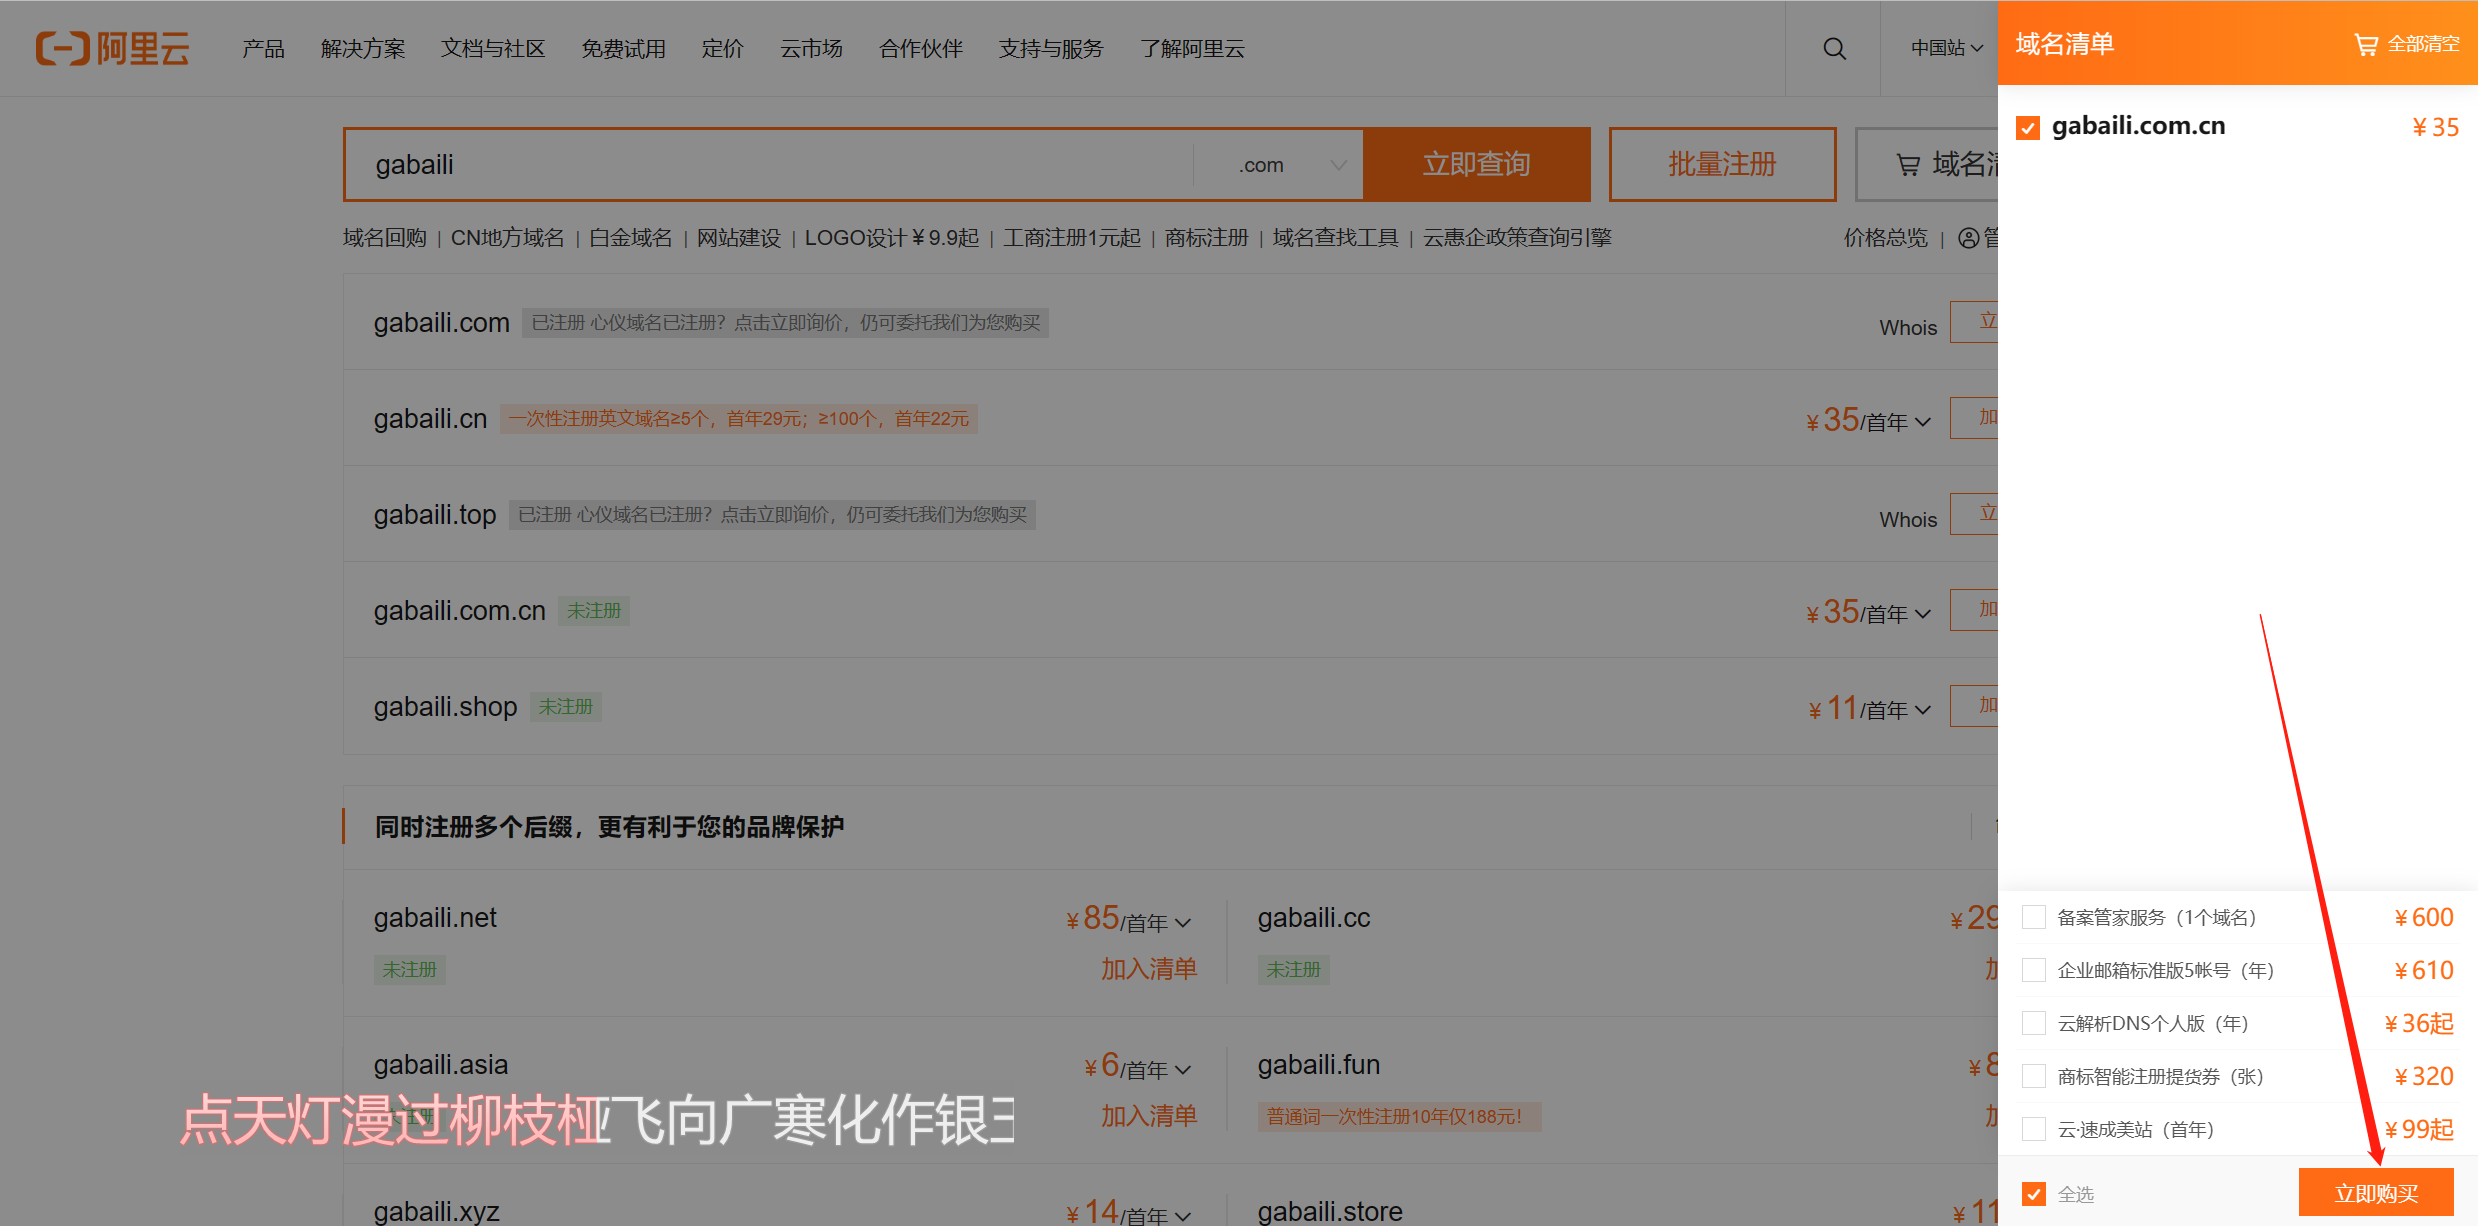 阿里云 产品 解决方案 文档与社区 免费试用 定价 云市场 合作伙伴 支持与服务 了解阿里云 中国站
域名清单 全部清空
gabaili .com 立即查询 批量注册 域名
gabaili.com.cn ¥35
域名回购 | CN地方域名 | 白金域名 | 网站建设 | LOGO设计¥9.9起 | 工商注册1元起 | 商标注册 | 域名查找工具 | 云惠企政策查询引擎 价格总览 | 管
gabaili.com 已注册 心仪域名已注册？点击立即询价，仍可委托我们为您购买 Whois 立
gabaili.cn 一次性注册英文域名≥5个，首年29元；≥100个，首年22元 ¥35/首年 加
gabaili.top 已注册 心仪域名已注册？点击立即询价，仍可委托我们为您购买 Whois 立
gabaili.com.cn 未注册 ¥35/首年 加
gabaili.shop 未注册 ¥11/首年 加
同时注册多个后缀，更有利于您的品牌保护
gabaili.net ¥85/首年 gabaili.cc ¥29
未注册 加入清单 未注册
gabaili.asia ¥6/首年 gabaili.fun ¥8
加入清单 普通词一次性注册10年仅188元！
点天灯漫过柳枝桠飞向广寒化作银
gabaili.xyz ¥14/首年 gabaili.store ¥11
备案管家服务（1个域名） ¥600
企业邮箱标准版5帐号（年） ¥610
云解析DNS个人版（年） ¥36起
商标智能注册提货券（张） ¥320
云·速成美站（首年） ¥99起
全选 立即购买